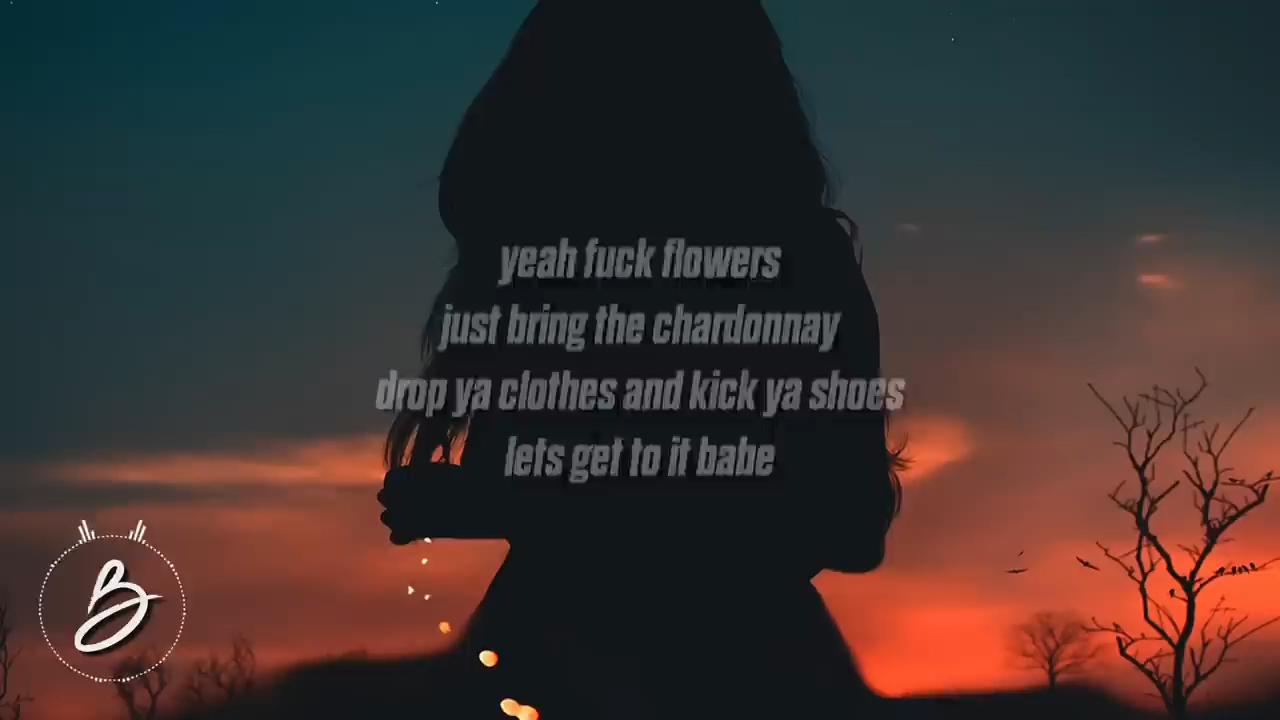 yeah fuck flowers
just bring the chardonnay
drop ya clothes and kick ya shoes
lets get to it babe
B